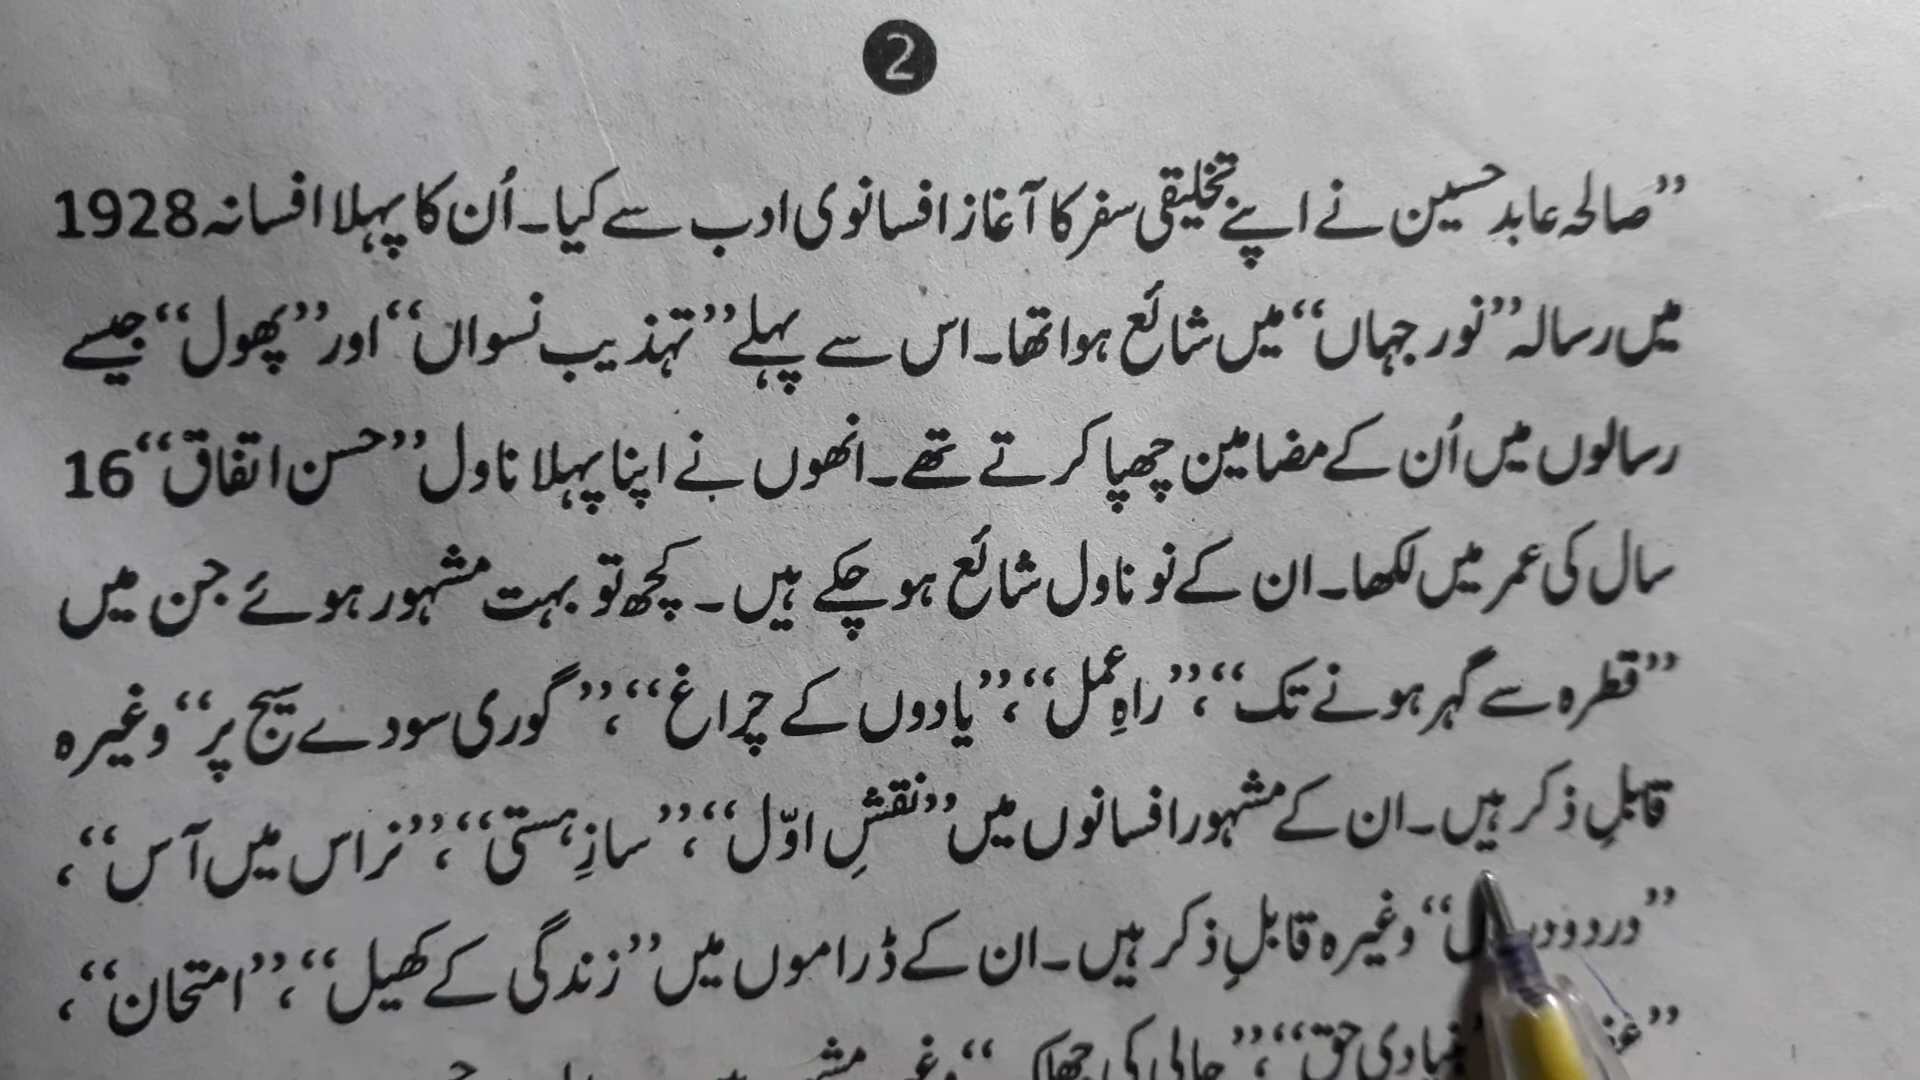 2
”صالحہ عابد حسین نے اپنے تخلیقی سفر کا آغاز افسانوی ادب سے کیا۔ اُن کا پہلا افسانہ 1928
میں رسالہ ”نور جہاں“ میں شائع ہوا تھا۔ اس سے پہلے ”تہذیب نسواں“ اور ”پھول“ جیسے
رسالوں میں اُن کے مضامین چھپا کرتے تھے۔ انھوں نے اپنا پہلا ناول ”حسن اتفاق“ 16
سال کی عمر میں لکھا۔ ان کے نو ناول شائع ہو چکے ہیں۔ کچھ تو بہت مشہور ہوئے جن میں
”قطرہ سے گہر ہونے تک“، ”راہِ عمل“، ”یادوں کے چراغ“، ”گوری سودے سیج پر“ وغیرہ
قابلِ ذکر ہیں۔ ان کے مشہور افسانوں میں ”نقشِ اوّل“، ”سازِ ہستی“، ”نراس میں آس“،
”درد و“ وغیرہ قابلِ ذکر ہیں۔ ان کے ڈراموں میں ”زندگی کے کھیل“، ”امتحان“،
حق“، ”حالی کی